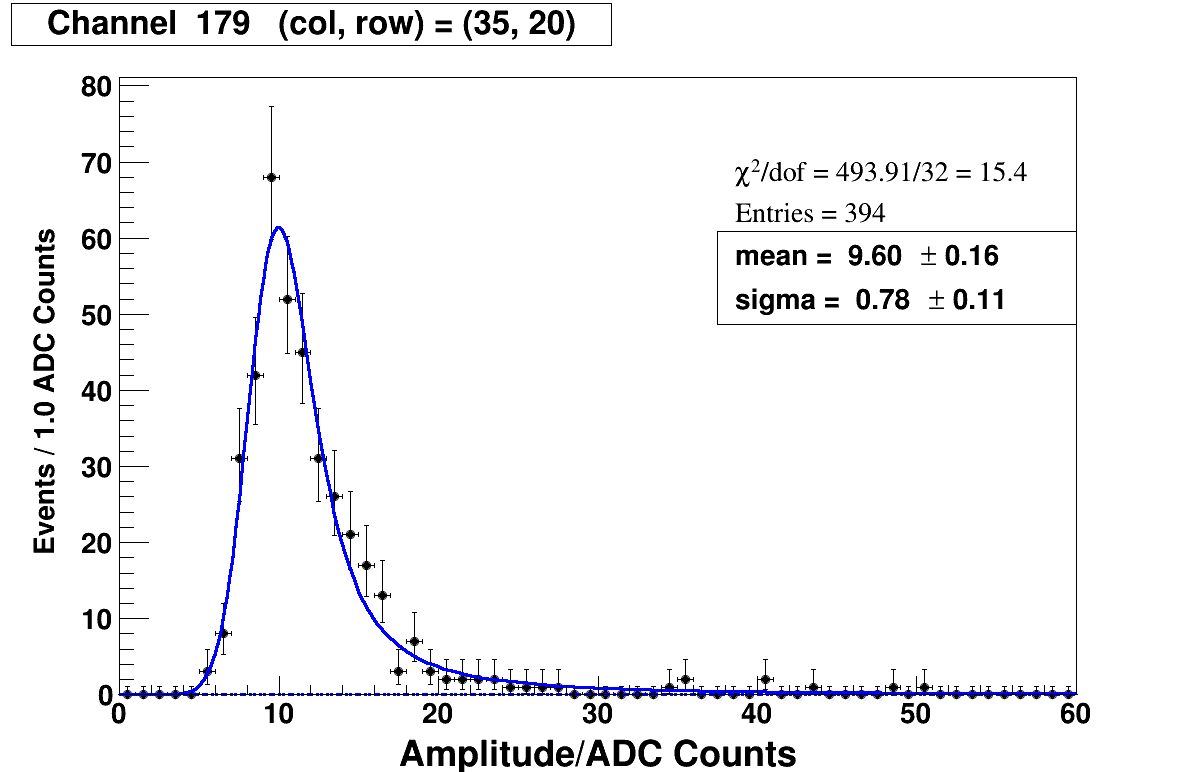 Channel 179 (col, row) = (35, 20)
80
70
60
50
40
30
20
10
0
Events / 1.0 ADC Counts
χ²/dof = 493.91/32 = 15.4
Entries = 394
mean = 9.60 ± 0.16
sigma = 0.78 ± 0.11
0 10 20 30 40 50 60
Amplitude/ADC Counts